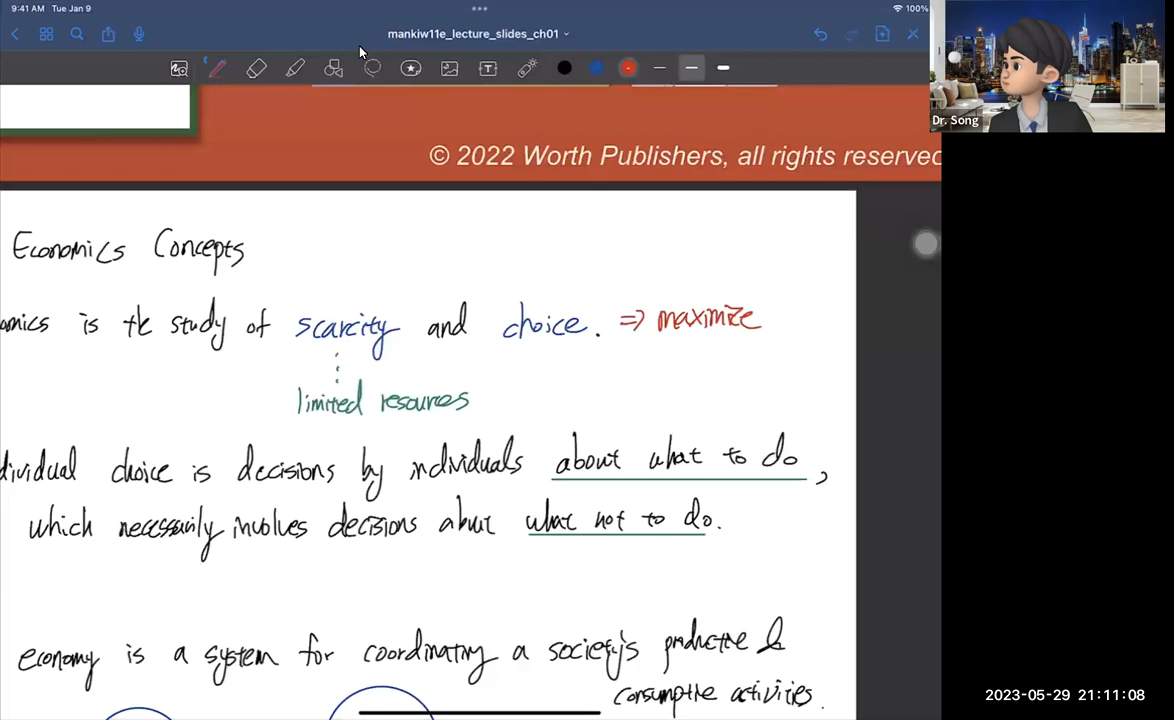 9:41 AM Tue Jan 9
100%
mankiw11e_lecture_slides_ch01
Dr. Song
© 2022 Worth Publishers, all rights reserved
Economics Concepts
omics is the study of scarcity and choice. => maximize
limited resources
dividual choice is decisions by individuals about what to do,
which necessarily involves decisions about what not to do.
economy is a system for coordinating a society's productive &
consumptive activities.
2023-05-29 21:11:08